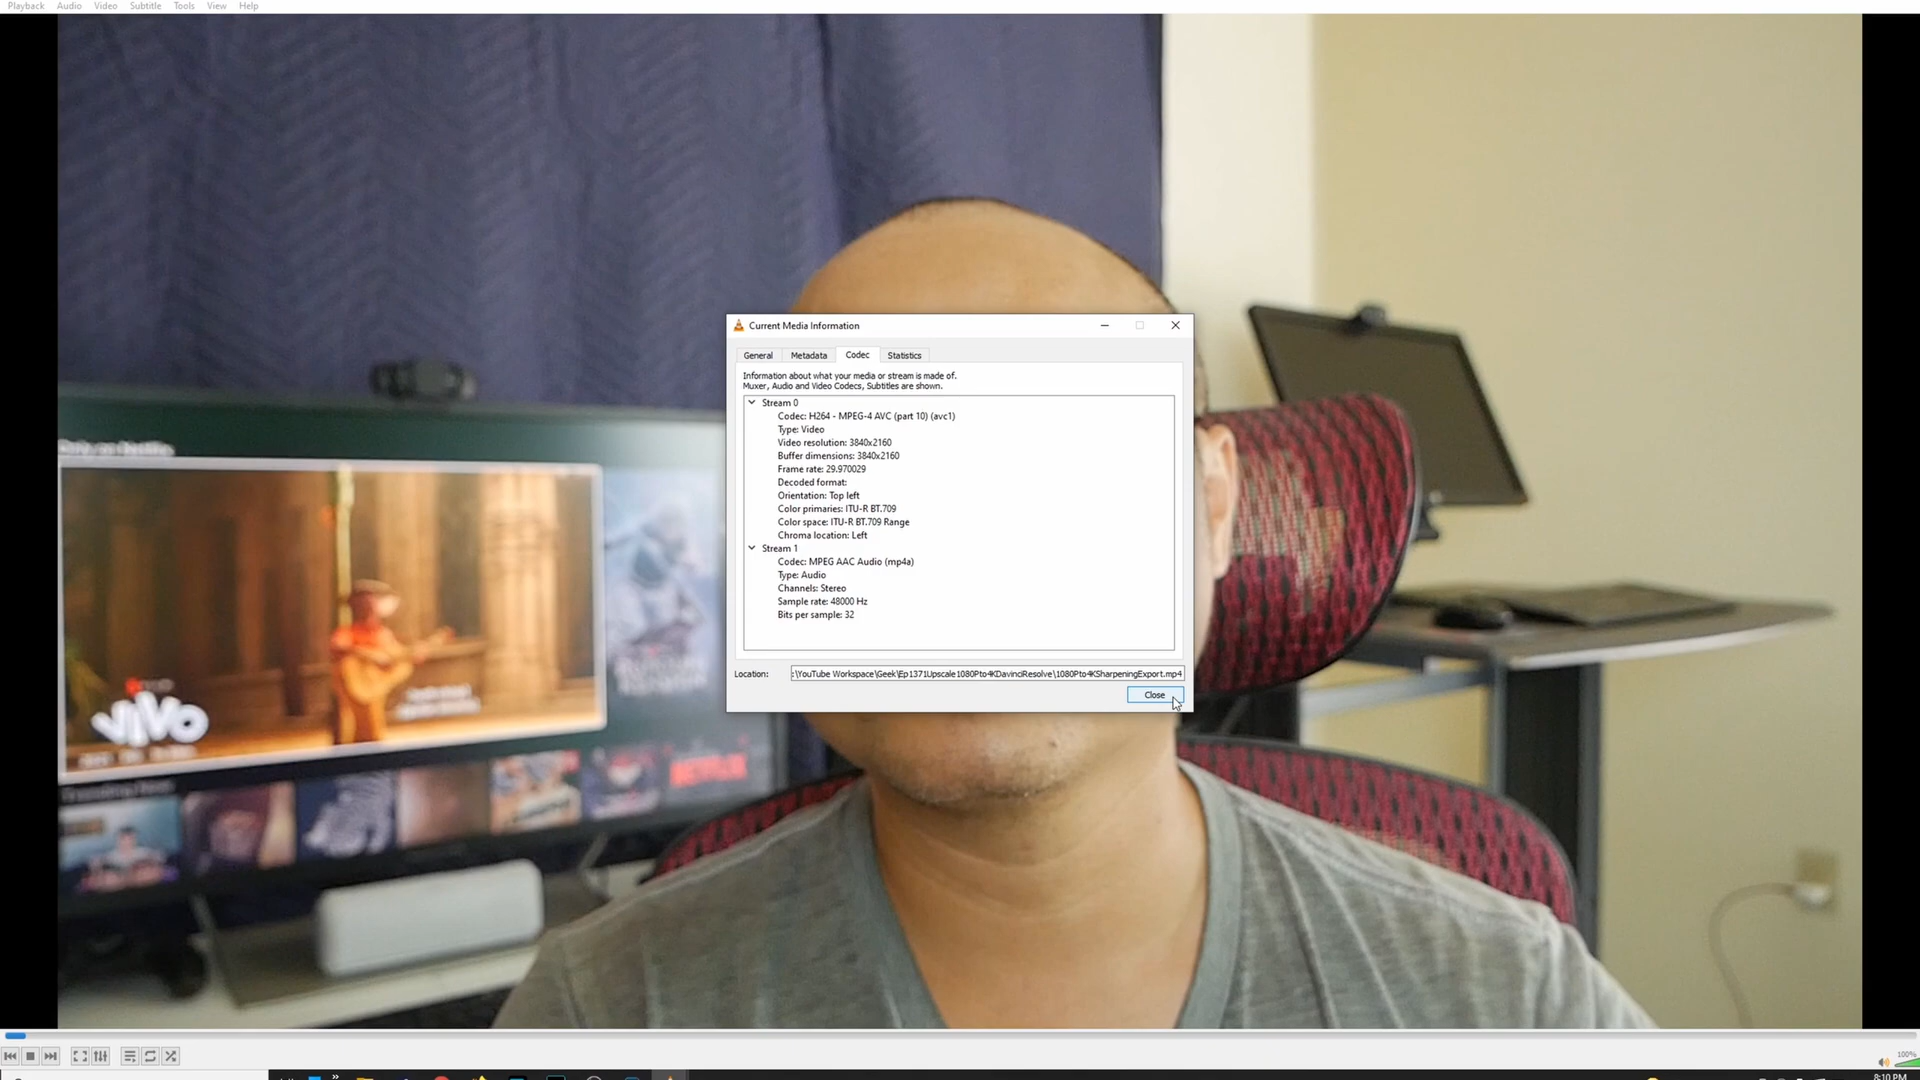 Playback Audio Video Subtitle Tools View Help
Current Media Information
General Metadata Codec Statistics
Information about what your media or stream is made of.
Muxer, Audio and Video Codecs, Subtitles are shown.
Stream 0
Codec: H264 - MPEG-4 AVC (part 10) (avc1)
Type: Video
Video resolution: 3840x2160
Buffer dimensions: 3840x2160
Frame rate: 29.970029
Decoded format:
Orientation: Top left
Color primaries: ITU-R BT.709
Color space: ITU-R BT.709 Range
Chroma location: Left
Stream 1
Codec: MPEG AAC Audio (mp4a)
Type: Audio
Channels: Stereo
Sample rate: 48000 Hz
Bits per sample: 32
Location: :\YouTube Workspace\Geek\Ep1371Upscale1080Pto4KDavinciResolve\1080Pto4KSharpeningExport.mp4
Close
VIVO
NETFLIX
100%
8:10 PM